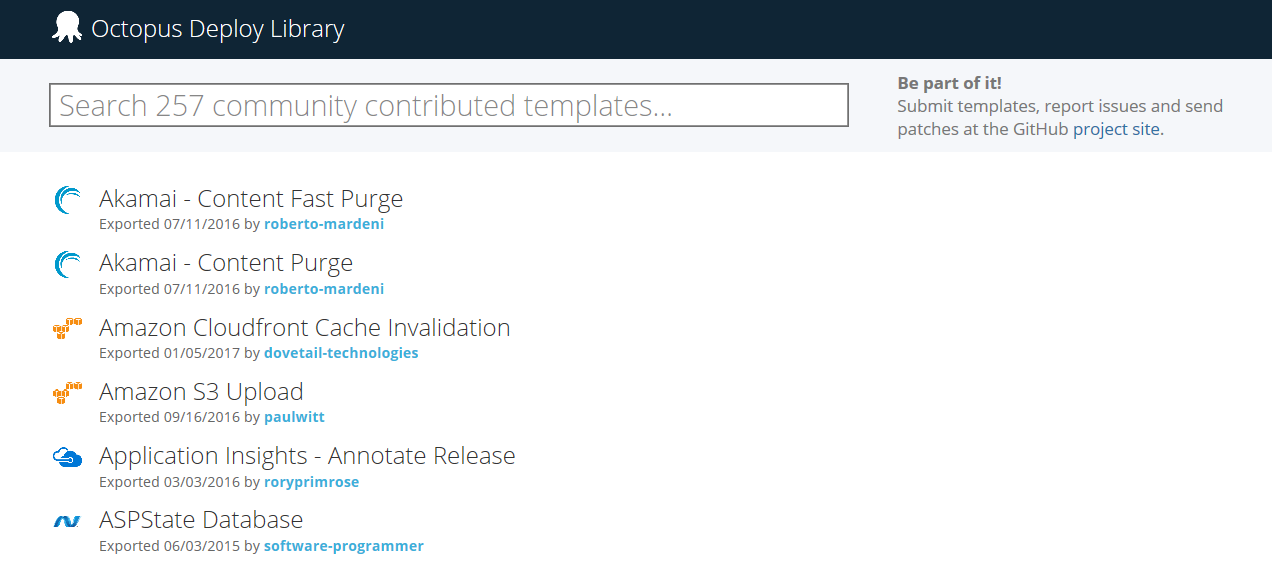 Octopus Deploy Library
Search 257 community contributed templates...
Be part of it!
Submit templates, report issues and send
patches at the GitHub project site.
Akamai - Content Fast Purge
Exported 07/11/2016 by roberto-mardeni
Akamai - Content Purge
Exported 07/11/2016 by roberto-mardeni
Amazon Cloudfront Cache Invalidation
Exported 01/05/2017 by dovetail-technologies
Amazon S3 Upload
Exported 09/16/2016 by paulwitt
Application Insights - Annotate Release
Exported 03/03/2016 by roryprimrose
ASPState Database
Exported 06/03/2015 by software-programmer